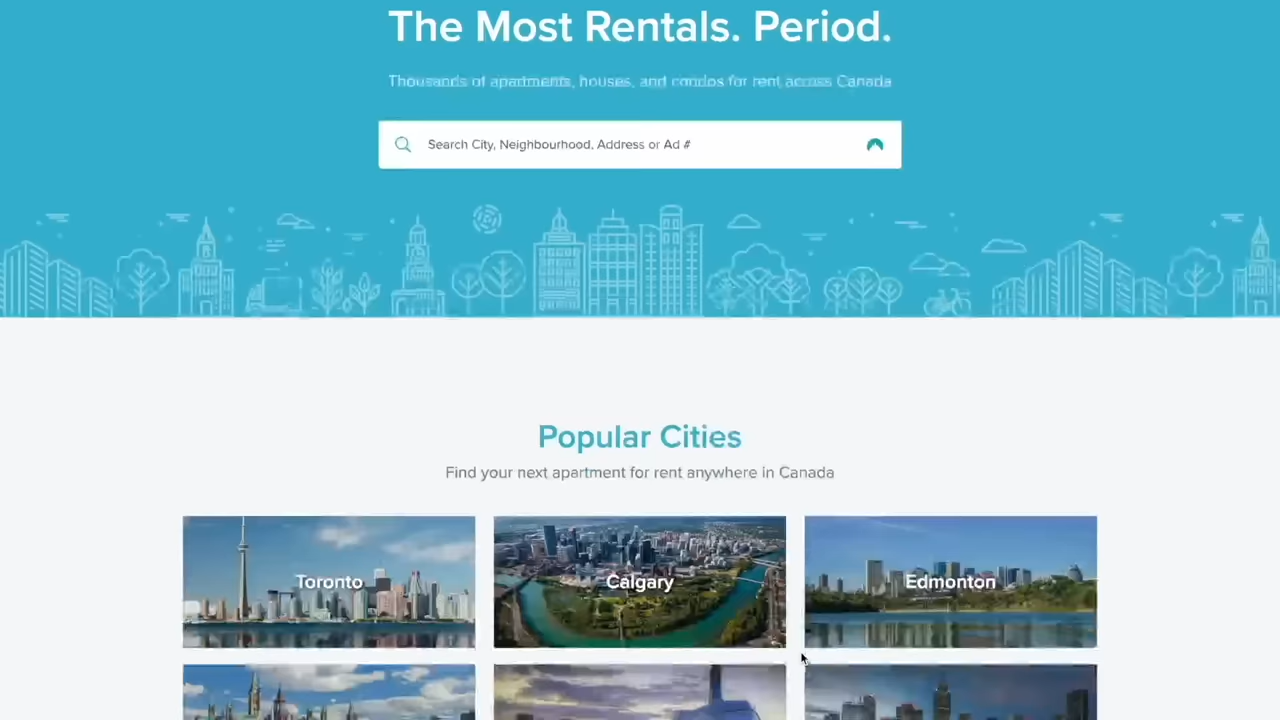 The Most Rentals. Period.
Thousands of apartments, houses, and condos for rent across Canada
Search City, Neighbourhood, Address or Ad #
Popular Cities
Find your next apartment for rent anywhere in Canada
Toronto
Calgary
Edmonton